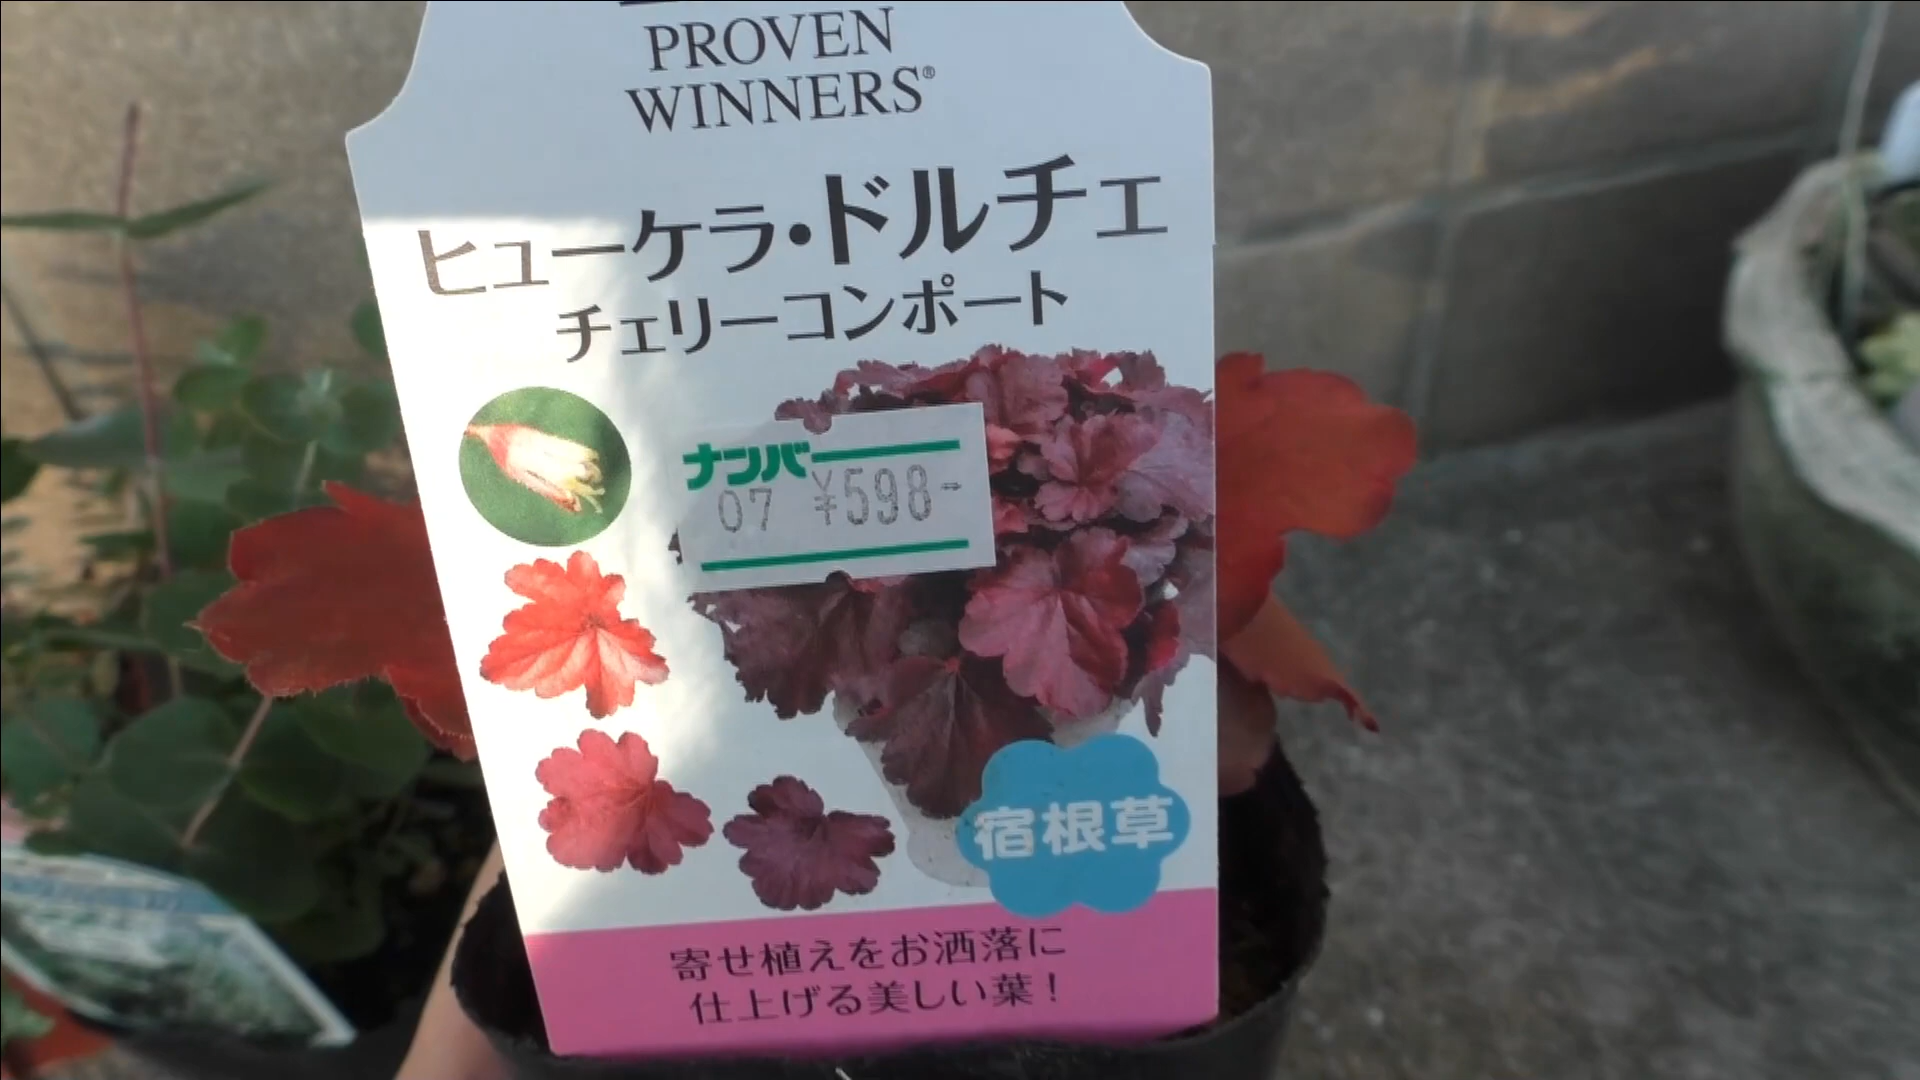 PROVEN
WINNERS®
ヒューケラ・ドルチェ
チェリーコンポート
ナンバ
07 ¥598-
宿根草
寄せ植えをお洒落に
仕上げる美しい葉！